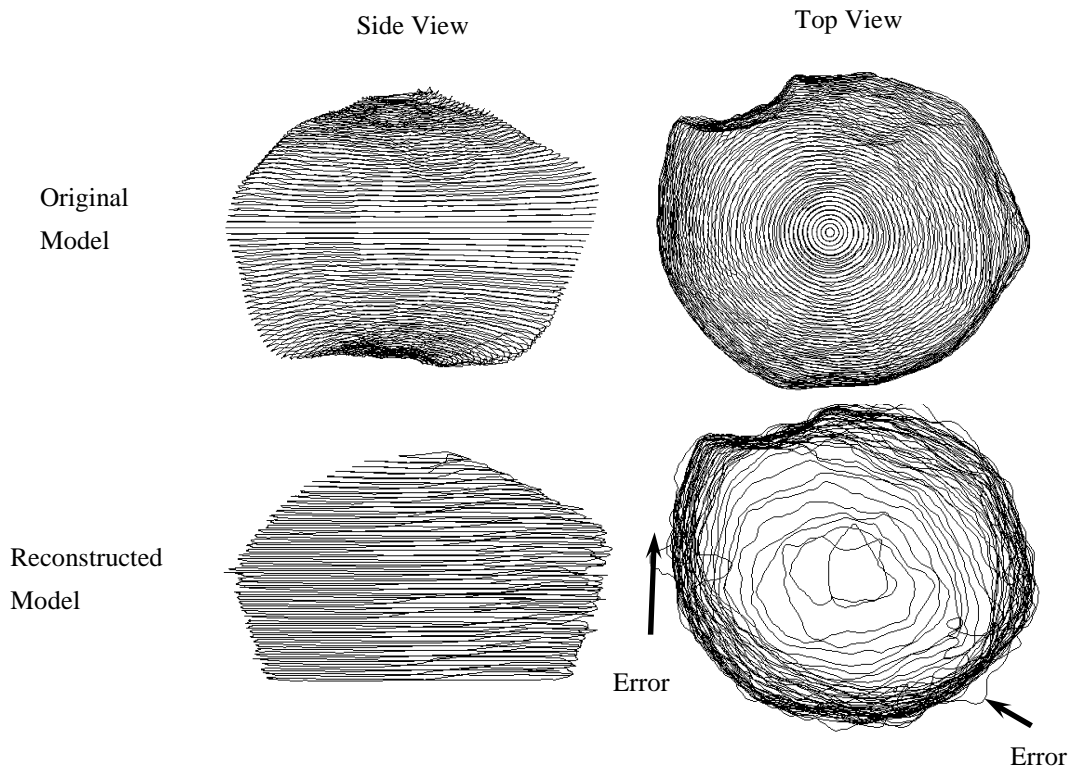 Side View
Top View
Original
Model
Reconstructed
Model
Error
Error